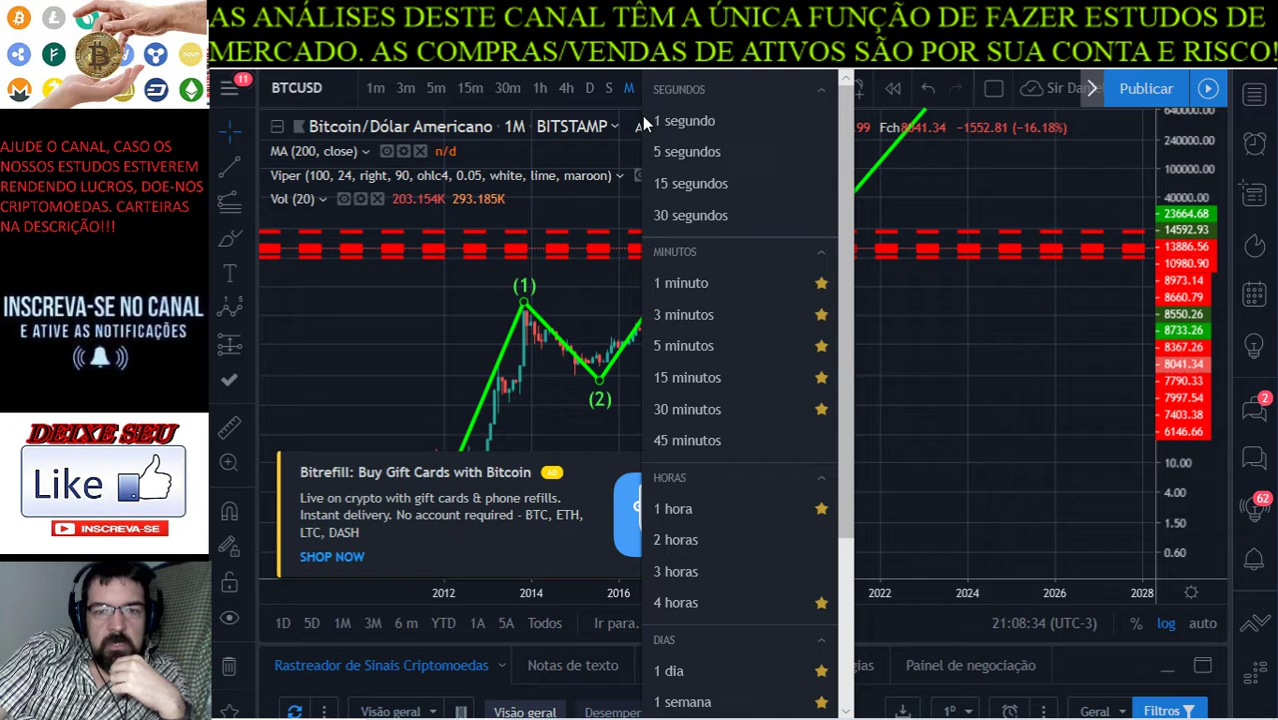 AS ANÁLISES DESTE CANAL TÊM A ÚNICA FUNÇÃO DE FAZER ESTUDOS DE
MERCADO. AS COMPRAS/VENDAS DE ATIVOS SÃO POR SUA CONTA E RISCO!
AJUDE O CANAL, CASO OS
NOSSOS ESTUDOS ESTIVEREM
RENDENDO LUCROS, DOE-NOS
CRIPTOMOEDAS. CARTEIRAS
NA DESCRIÇÃO!!!
INSCREVA-SE NO CANAL
E ATIVE AS NOTIFICAÇÕES
DEIXE SEU
Like
INSCREVA-SE
11
BTCUSD 1m 3m 5m 15m 30m 1h 4h D S M
Sir Da
Publicar
Bitcoin/Dólar Americano 1M BITSTAMP
.99 Fch8041.34 −1552.81 (−16.18%)
MA (200, close) n/d
Viper (100, 24, right, 90, ohlc4, 0.05, white, lime, maroon)
Vol (20) 203.154K 293.185K
(1)
(2)
SEGUNDOS
1 segundo
5 segundos
15 segundos
30 segundos
MINUTOS
1 minuto
3 minutos
5 minutos
15 minutos
30 minutos
45 minutos
HORAS
1 hora
2 horas
3 horas
4 horas
DIAS
1 dia
1 semana
640000.00
240000.00
40000.00
23664.68
14592.93
13886.56
10980.90
8973.14
8660.79
8550.26
8733.26
8367.26
8041.34
7790.33
7997.54
7403.38
6146.66
10.00
4.00
1.50
0.60
2
62
Bitrefill: Buy Gift Cards with Bitcoin AD
Live on crypto with gift cards & phone refills.
Instant delivery. No account required - BTC, ETH,
LTC, DASH
SHOP NOW
2012 2014 2016 2022 2024 2026 2028
1D 5D 1M 3M 6 m YTD 1A 5A Todos Ir para.
21:08:34 (UTC-3) % log auto
Rastreador de Sinais Criptomoedas Notas de texto
gias Painel de negociação
Visão geral Visão geral Desempe
1D Geral Filtros